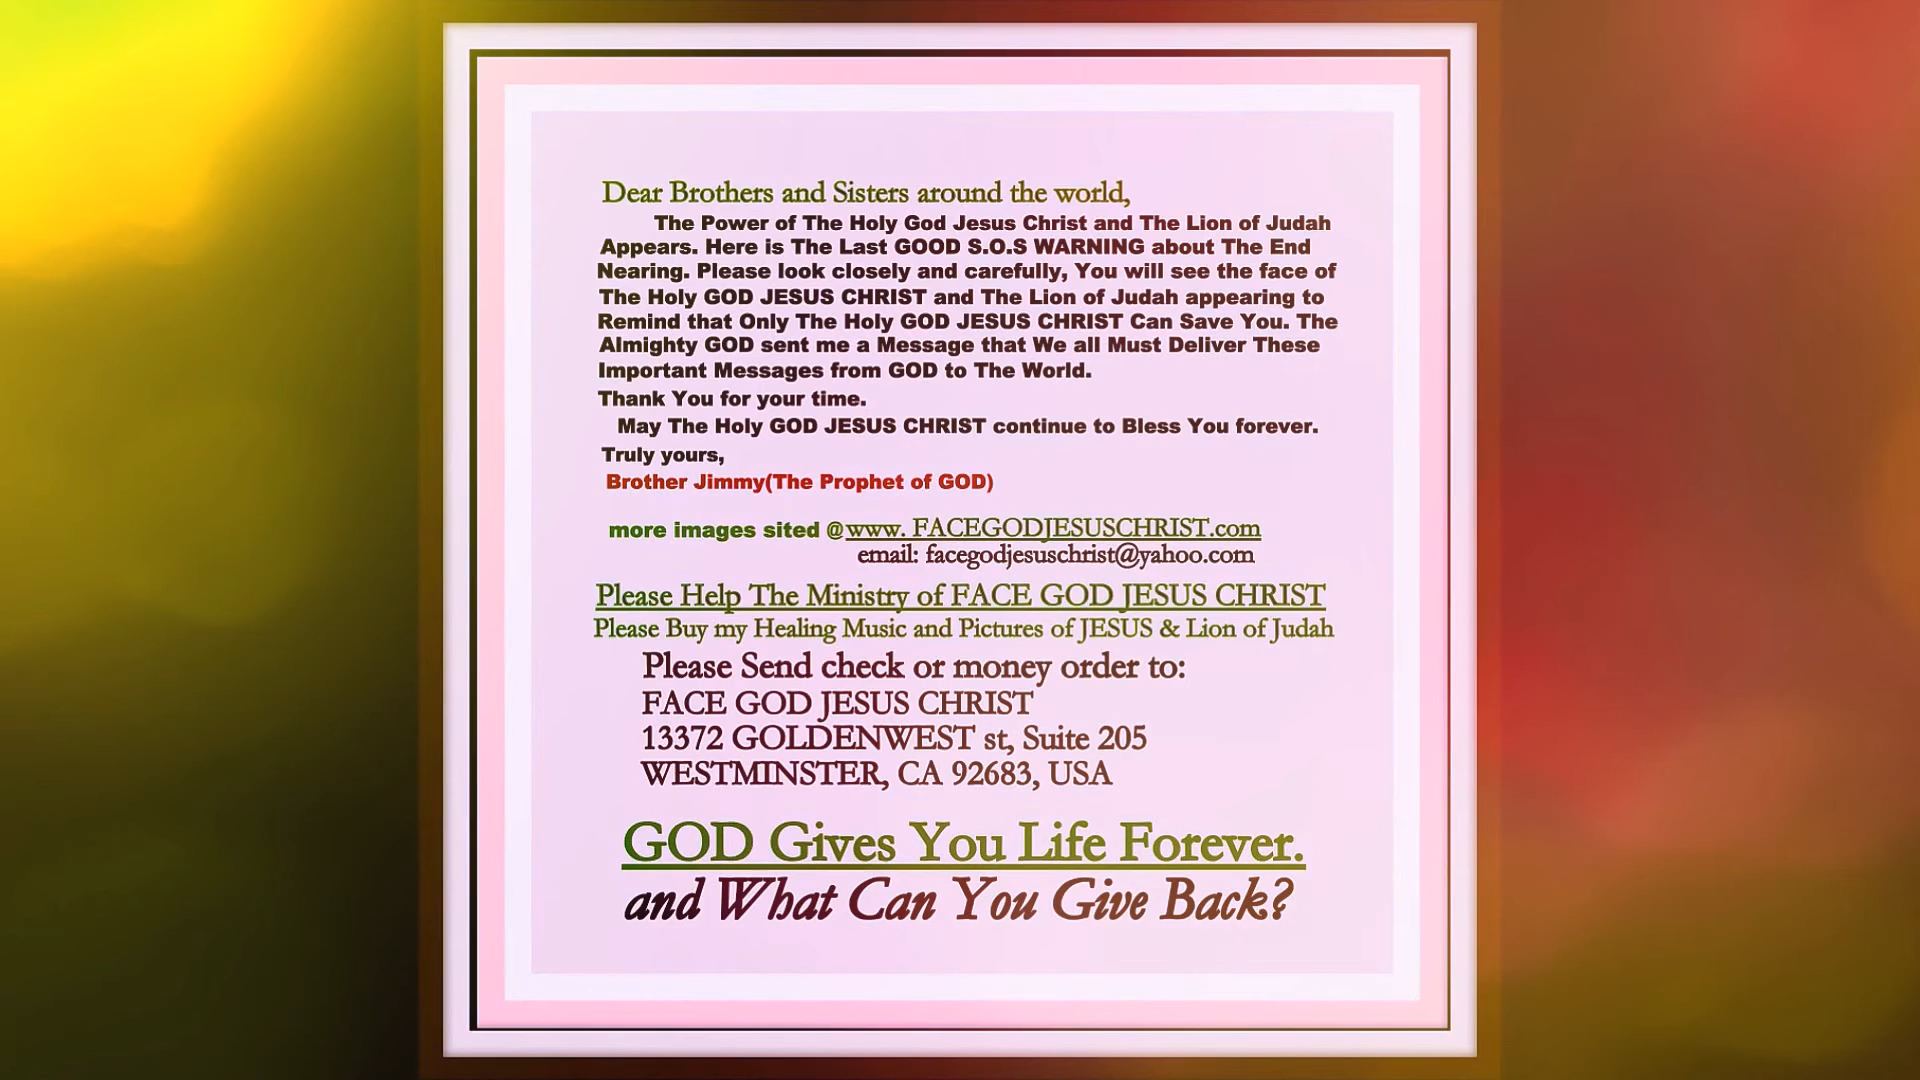 Dear Brothers and Sisters around the world,
The Power of The Holy God Jesus Christ and The Lion of Judah
Appears. Here is The Last GOOD S.O.S WARNING about The End
Nearing. Please look closely and carefully, You will see the face of
The Holy GOD JESUS CHRIST and The Lion of Judah appearing to
Remind that Only The Holy GOD JESUS CHRIST Can Save You. The
Almighty GOD sent me a Message that We all Must Deliver These
Important Messages from GOD to The World.
Thank You for your time.
May The Holy GOD JESUS CHRIST continue to Bless You forever.
Truly yours,
Brother Jimmy(The Prophet of GOD)
more images sited @www. FACEGODJESUSCHRIST.com
email: facegodjesuschrist@yahoo.com
Please Help The Ministry of FACE GOD JESUS CHRIST
Please Buy my Healing Music and Pictures of JESUS & Lion of Judah
Please Send check or money order to:
FACE GOD JESUS CHRIST
13372 GOLDENWEST st, Suite 205
WESTMINSTER, CA 92683, USA
GOD Gives You Life Forever.
and What Can You Give Back?